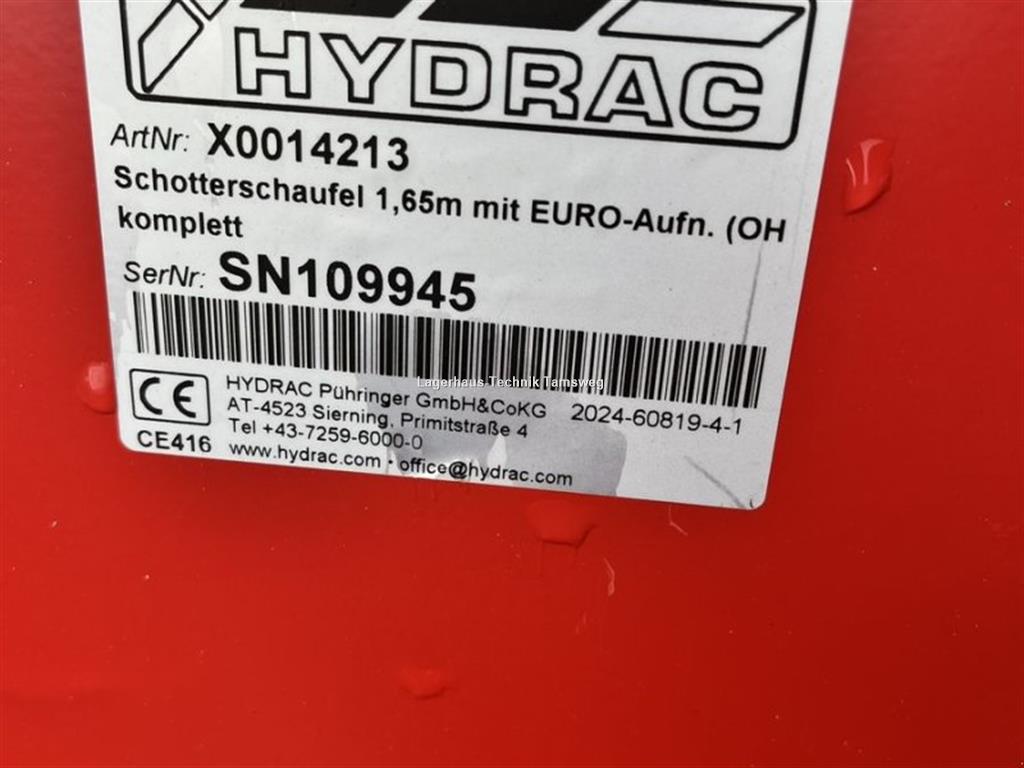 HYDRAC
ArtNr: X0014213
Schotterschaufel 1,65m mit EURO-Aufn. (OH
komplett
SerNr: SN109945
Lagerhaus Technik Tamsweg
CE
CE416
HYDRAC Pühringer GmbH&CoKG 2024-60819-4-1
AT-4523 Sierning, Primitstraße 4
Tel +43-7259-6000-0
www.hydrac.com · office@hydrac.com